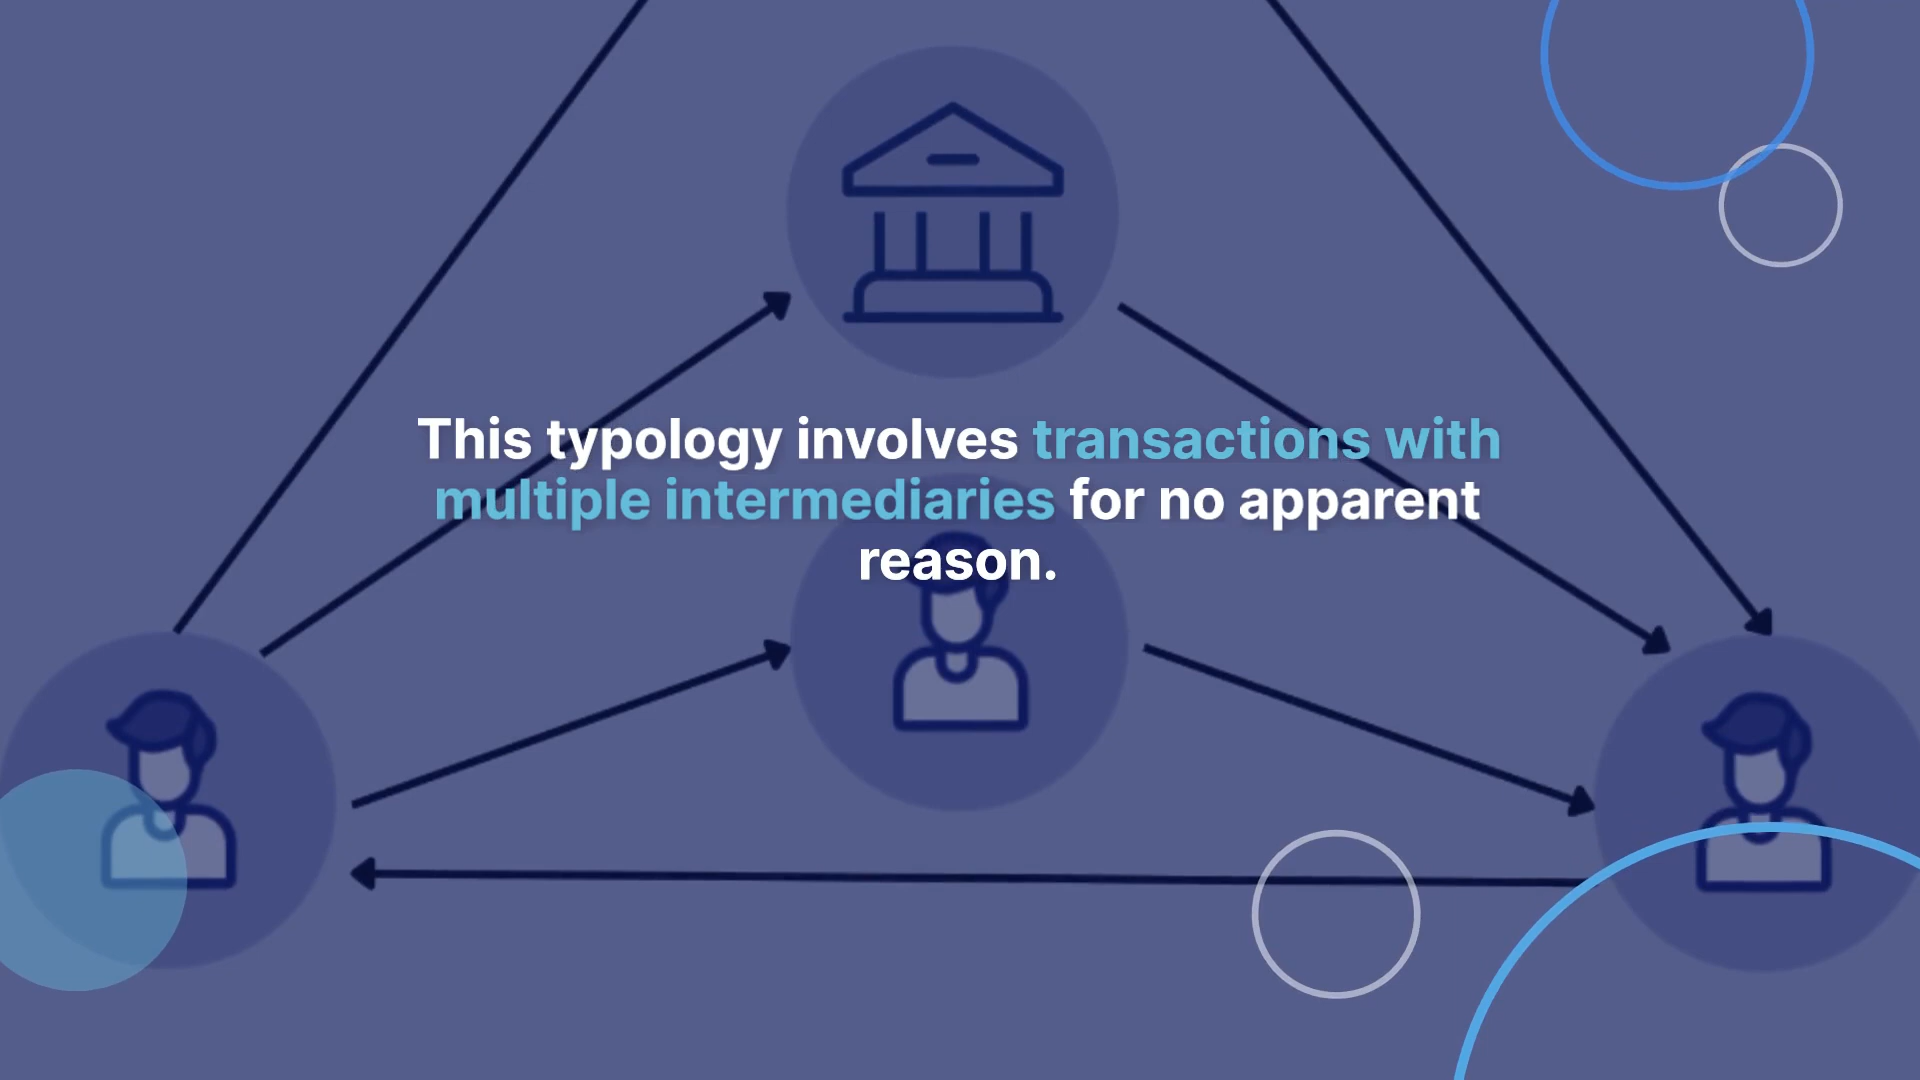 This typology involves transactions with
multiple intermediaries for no apparent
reason.